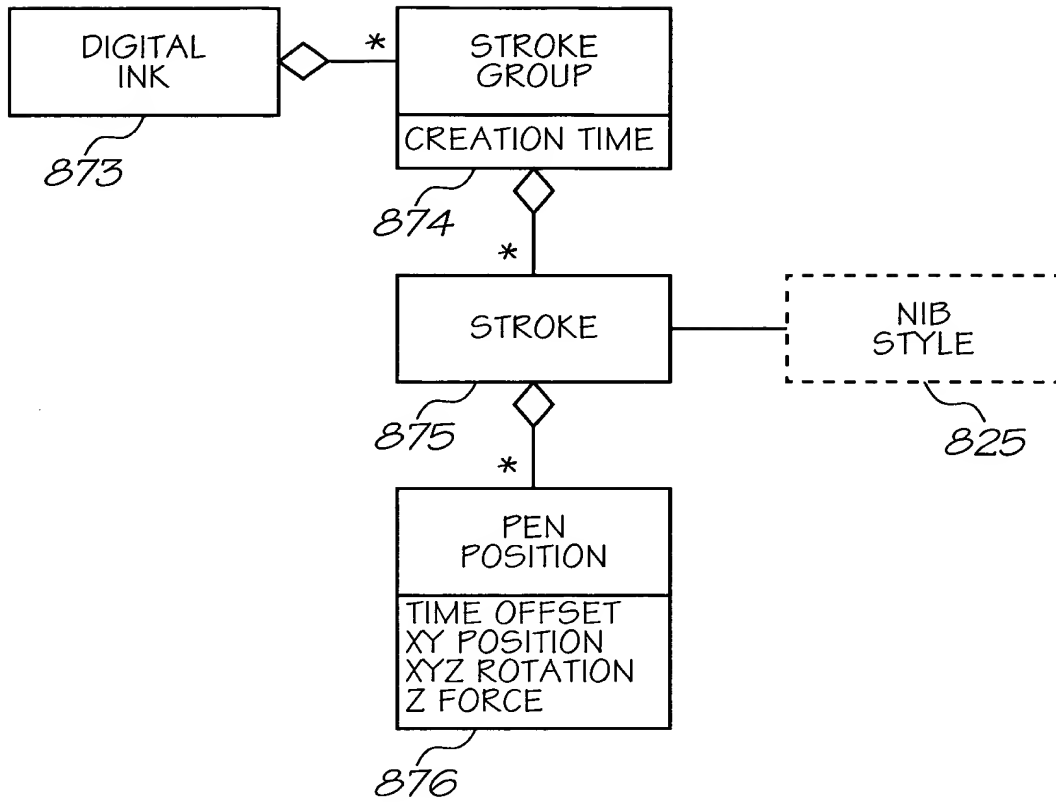 DIGITAL
INK
873
*
STROKE
GROUP
CREATION TIME
874
*
STROKE
875
NIB
STYLE
825
*
PEN
POSITION
TIME OFFSET
XY POSITION
XYZ ROTATION
Z FORCE
876